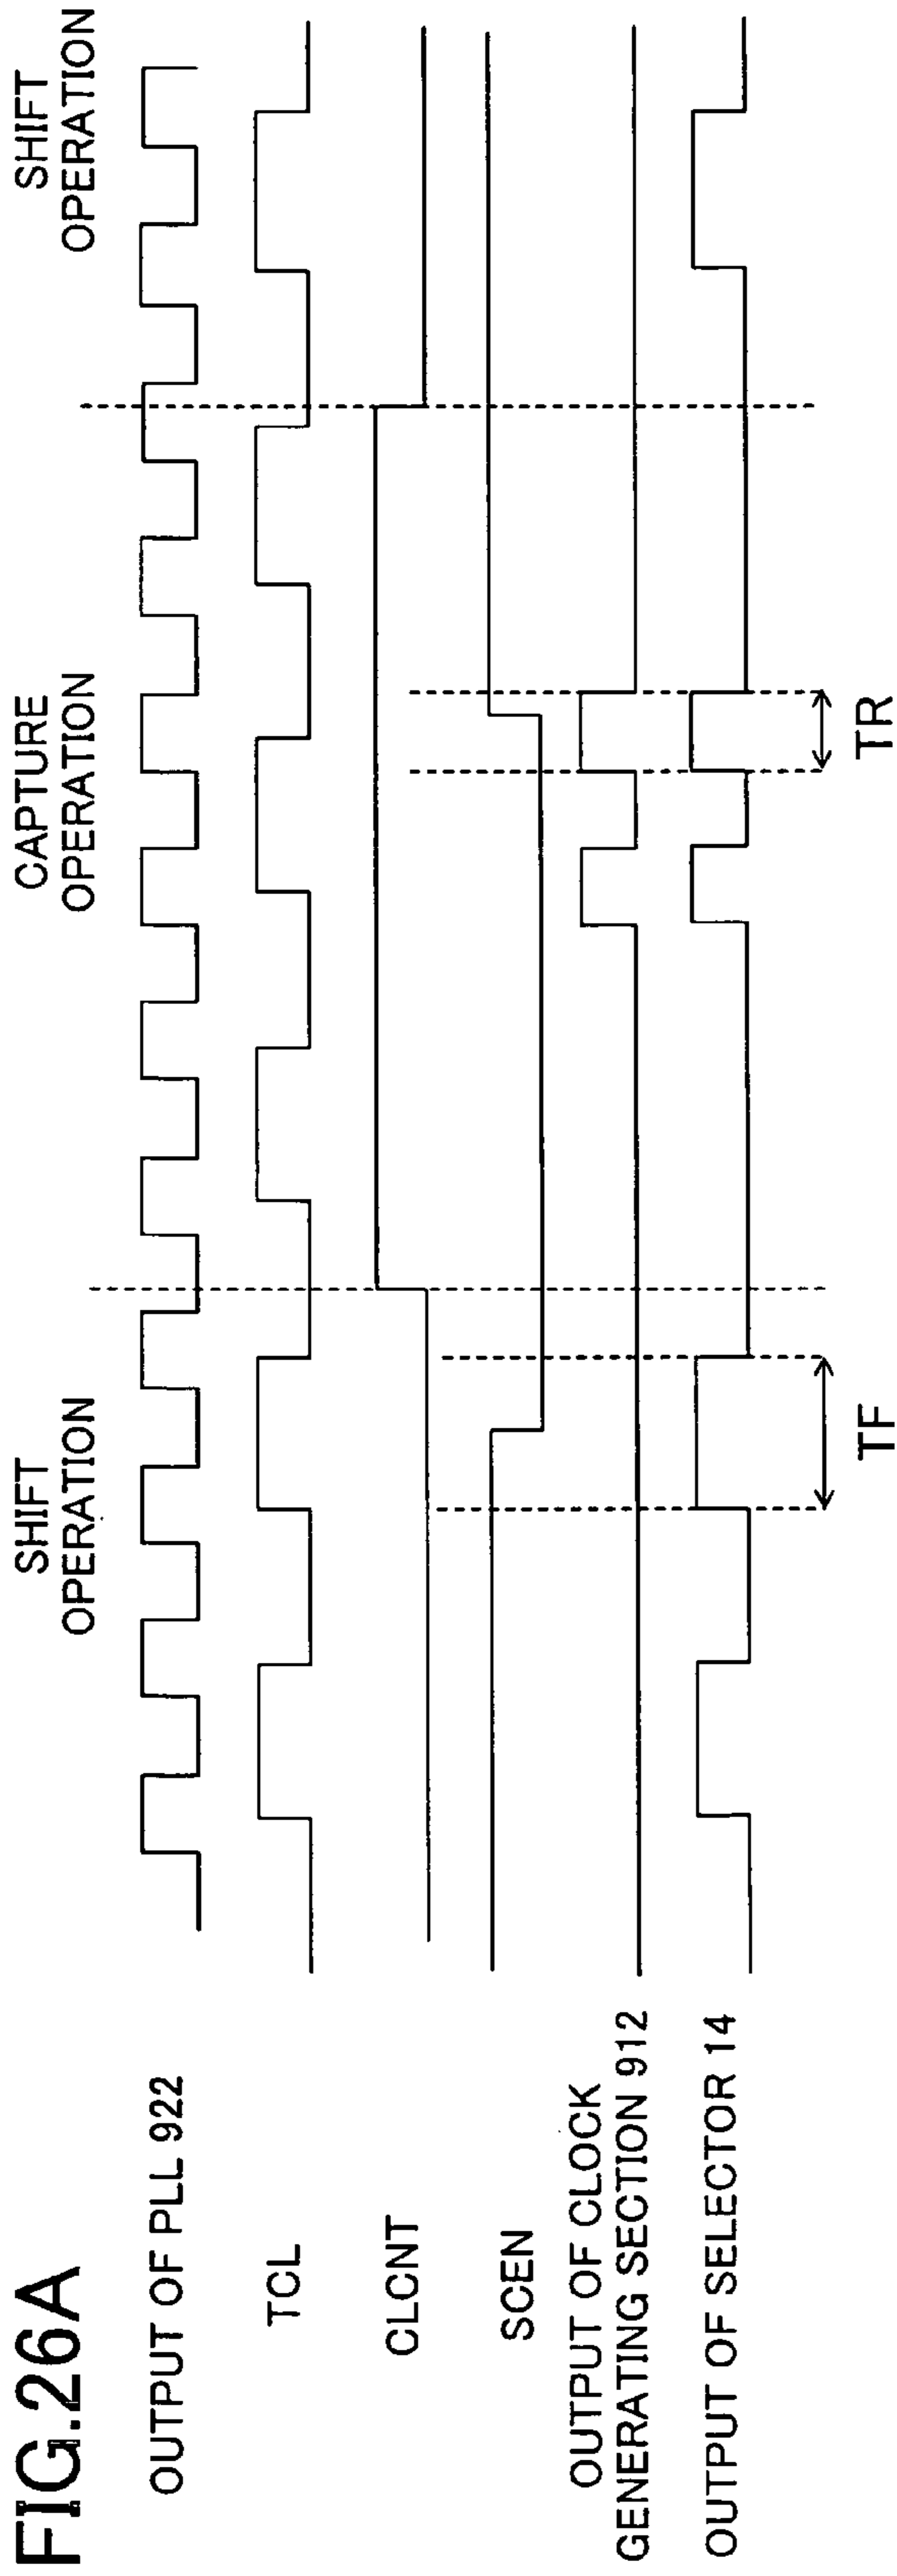 FIG.26A
SHIFT
OPERATION
CAPTURE
OPERATION
SHIFT
OPERATION
OUTPUT OF PLL 922
TCL
CLCNT
SCEN
OUTPUT OF CLOCK
GENERATING SECTION 912
OUTPUT OF SELECTOR 14
TF
TR